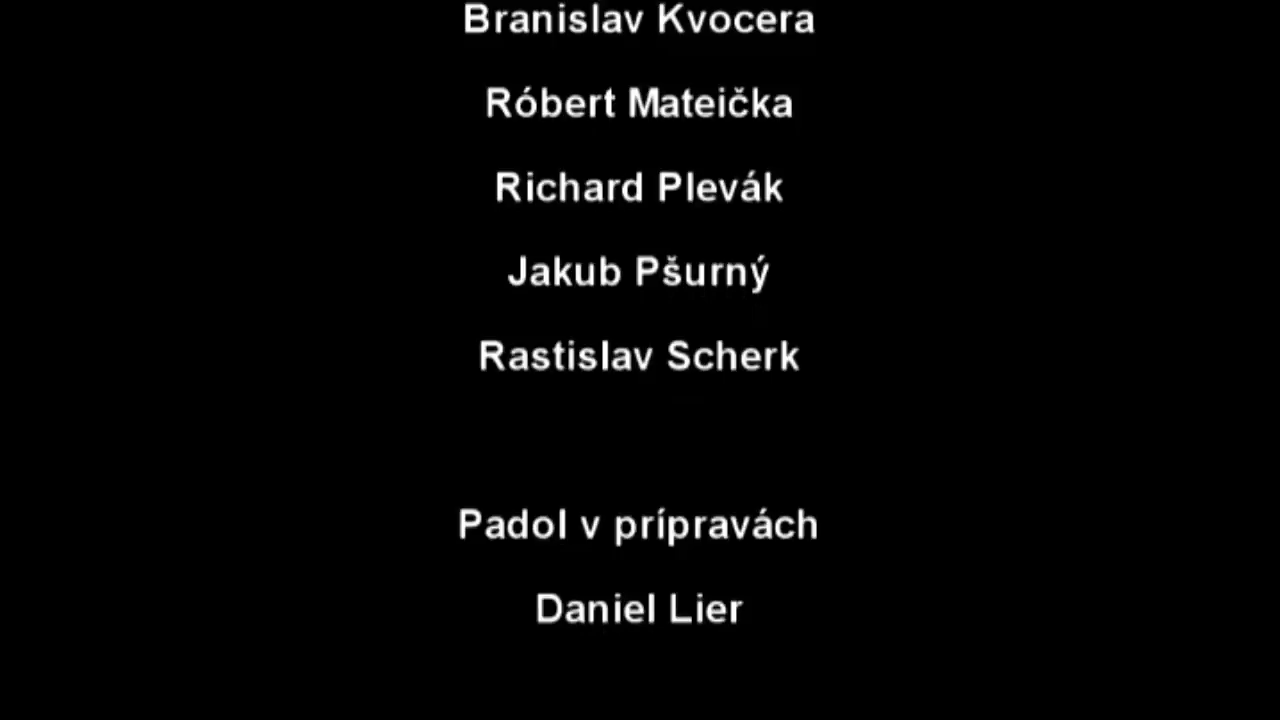 Branislav Kvocera
Róbert Mateička
Richard Plevák
Jakub Pšurný
Rastislav Scherk
Padol v prípravách
Daniel Lier